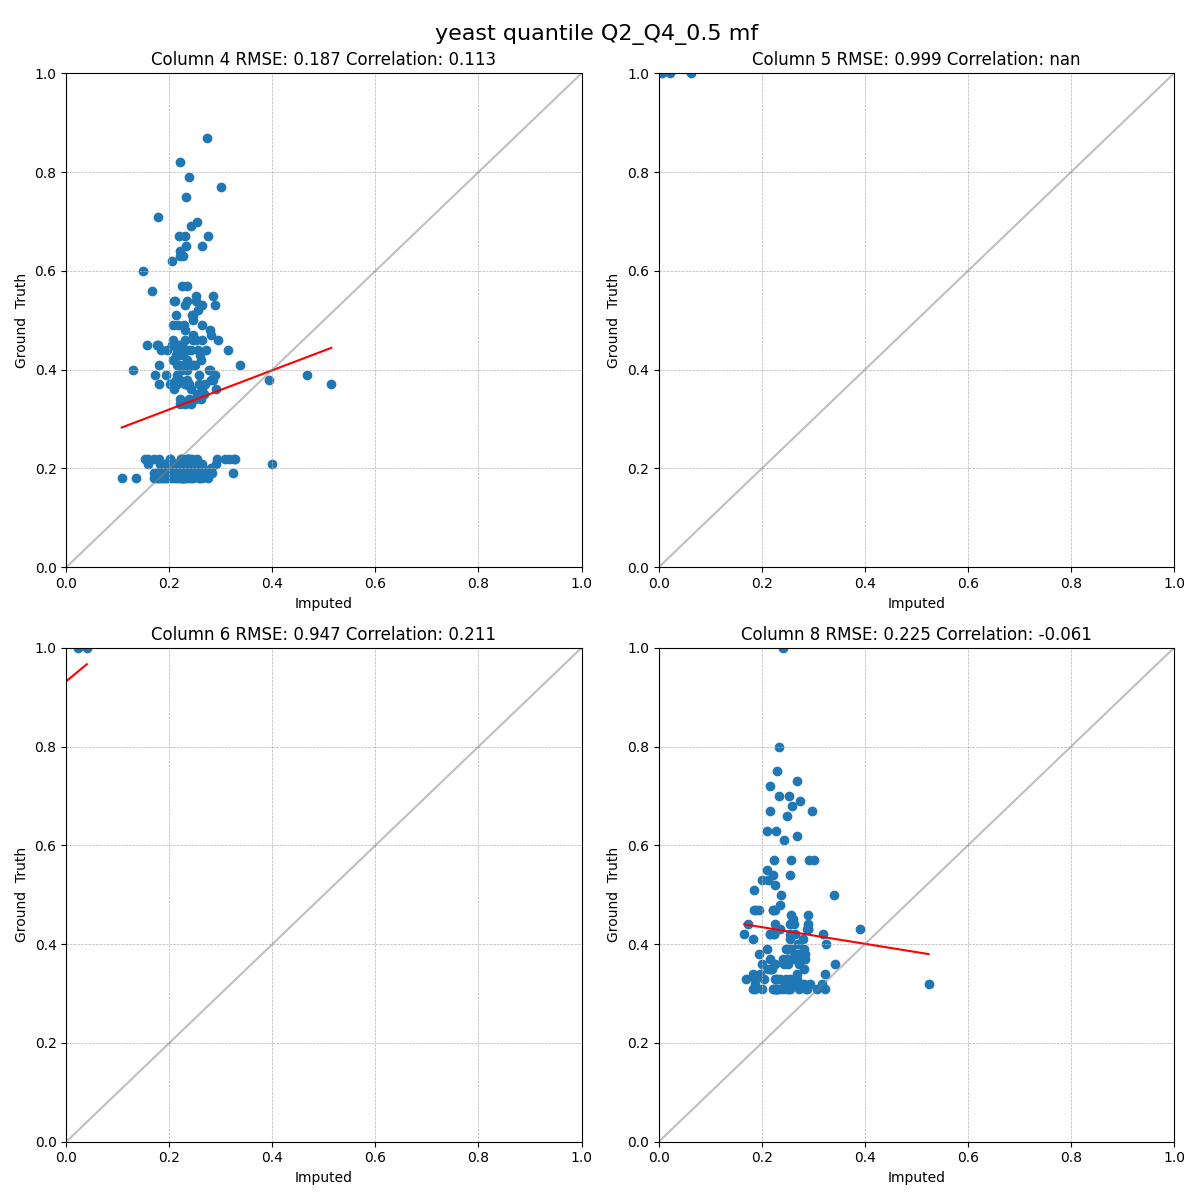 yeast quantile Q2_Q4_0.5 mf
Column 4 RMSE: 0.187 Correlation: 0.113
1.0
0.8
0.6
0.4
0.2
0.0
Ground Truth
0.0 0.2 0.4 0.6 0.8 1.0
Imputed
Column 5 RMSE: 0.999 Correlation: nan
1.0
0.8
0.6
0.4
0.2
0.0
Ground Truth
0.0 0.2 0.4 0.6 0.8 1.0
Imputed
Column 6 RMSE: 0.947 Correlation: 0.211
1.0
0.8
0.6
0.4
0.2
0.0
Ground Truth
0.0 0.2 0.4 0.6 0.8 1.0
Imputed
Column 8 RMSE: 0.225 Correlation: -0.061
1.0
0.8
0.6
0.4
0.2
0.0
Ground Truth
0.0 0.2 0.4 0.6 0.8 1.0
Imputed